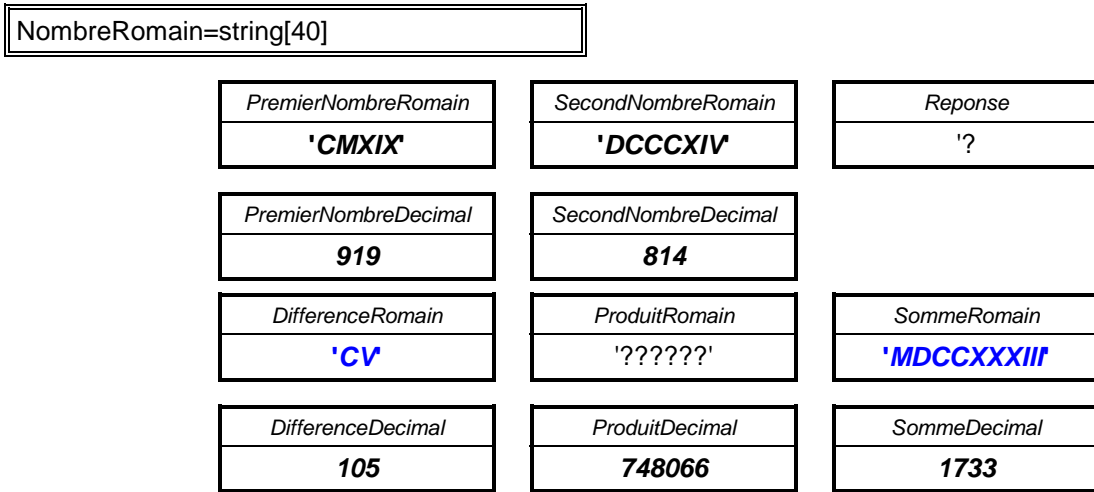 NombreRomain=string[40]
PremierNombreRomain SecondNombreRomain Reponse
'CMXIX' 'DCCCXIV' '?
PremierNombreDecimal SecondNombreDecimal
919 814
DifferenceRomain ProduitRomain SommeRomain
'CV' '??????' 'MDCCXXXIII'
DifferenceDecimal ProduitDecimal SommeDecimal
105 748066 1733